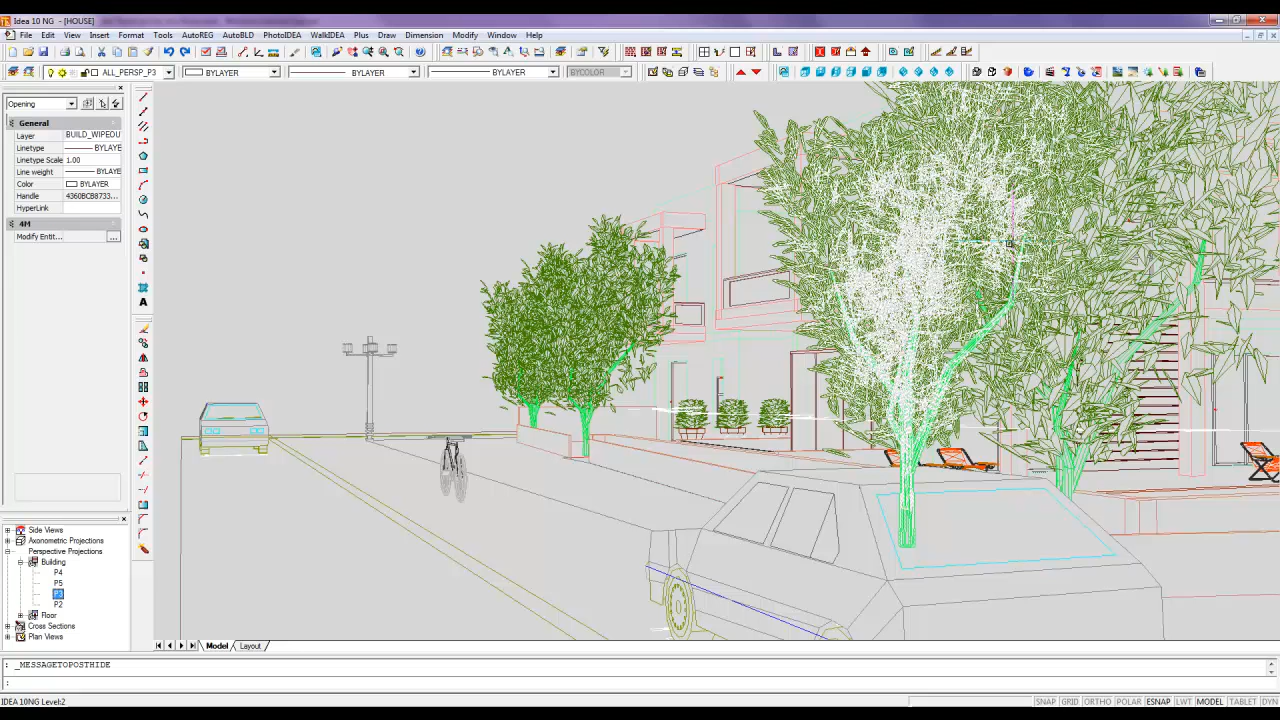 Idea 10 NG - [HOUSE]
File Edit View Insert Format Tools AutoREG AutoBLD PhotoIDEA WalkIDEA Plus Draw Dimension Modify Window Help
ALL_PERSP_P3 BYLAYER BYLAYER BYLAYER BYCOLOR
Opening
General
Layer BUILD_WIPEOU
Linetype BYLAYE
Linetype Scale 1.00
Line weight BYLAYE
Color BYLAYER
Handle 4360BCB8733...
HyperLink
4M
Modify Entit... ...
A
Side Views
Axonometric Projections
Perspective Projections
Building
P4
P5
P3
P2
Floor
Cross Sections
Plan Views
Model Layout
: _MESSAGETOPOSTHIDE
:
IDEA 10NG Level:2
SNAP GRID ORTHO POLAR ESNAP LWT MODEL TABLET DYN